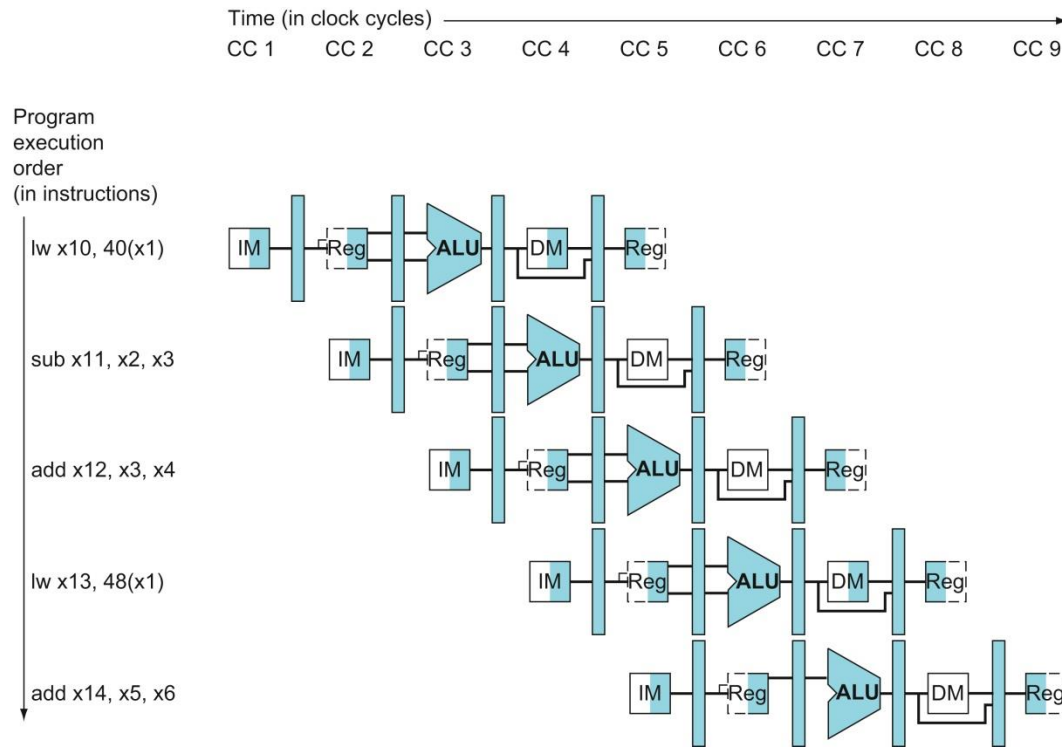 Time (in clock cycles)
CC 1 CC 2 CC 3 CC 4 CC 5 CC 6 CC 7 CC 8 CC 9
Program
execution
order
(in instructions)
lw x10, 40(x1) IM Reg ALU DM Reg
sub x11, x2, x3 IM Reg ALU DM Reg
add x12, x3, x4 IM Reg ALU DM Reg
lw x13, 48(x1) IM Reg ALU DM Reg
add x14, x5, x6 IM Reg ALU DM Reg